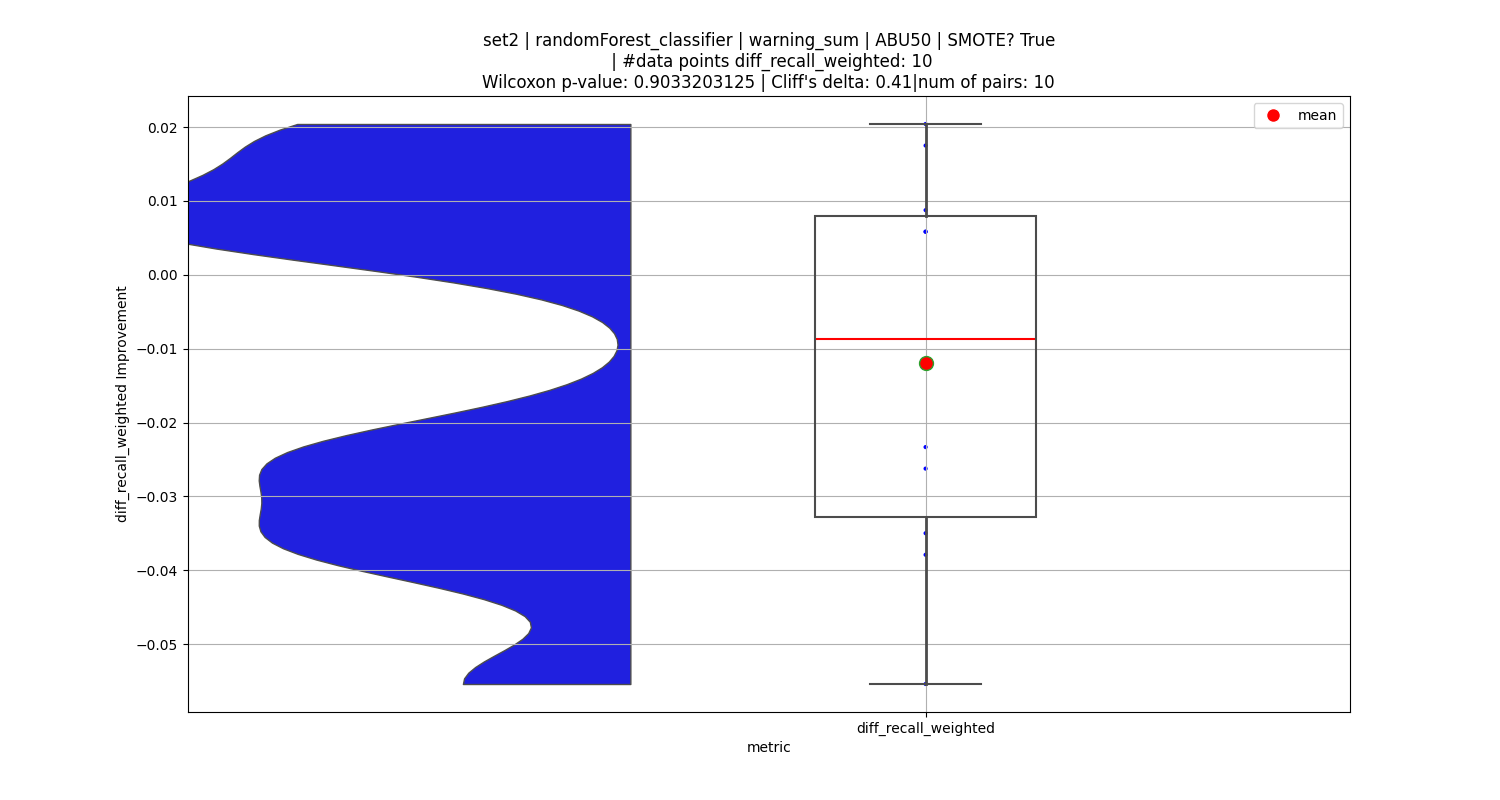 set2 | randomForest_classifier | warning_sum | ABU50 | SMOTE? True
| #data points diff_recall_weighted: 10
Wilcoxon p-value: 0.9033203125 | Cliff's delta: 0.41|num of pairs: 10
mean
0.02
0.01
0.00
−0.01
−0.02
−0.03
−0.04
−0.05
diff_recall_weighted Improvement
diff_recall_weighted
metric